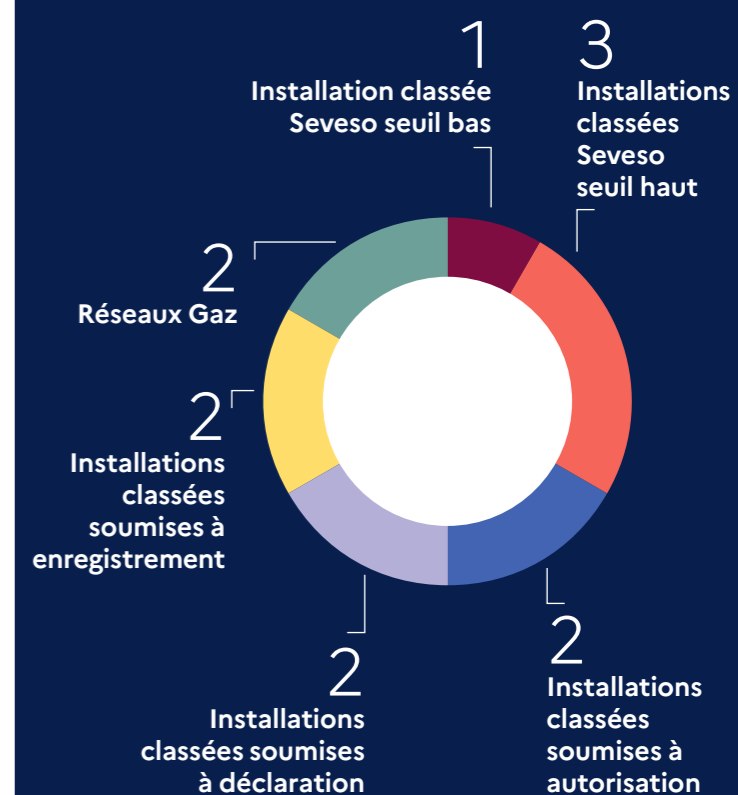 1
Installation classée
Seveso seuil bas
3
Installations
classées
Seveso
seuil haut
2
Réseaux Gaz
2
Installations
classées
soumises à
enregistrement
2
Installations
classées soumises
à déclaration
2
Installations
classées
soumises à
autorisation